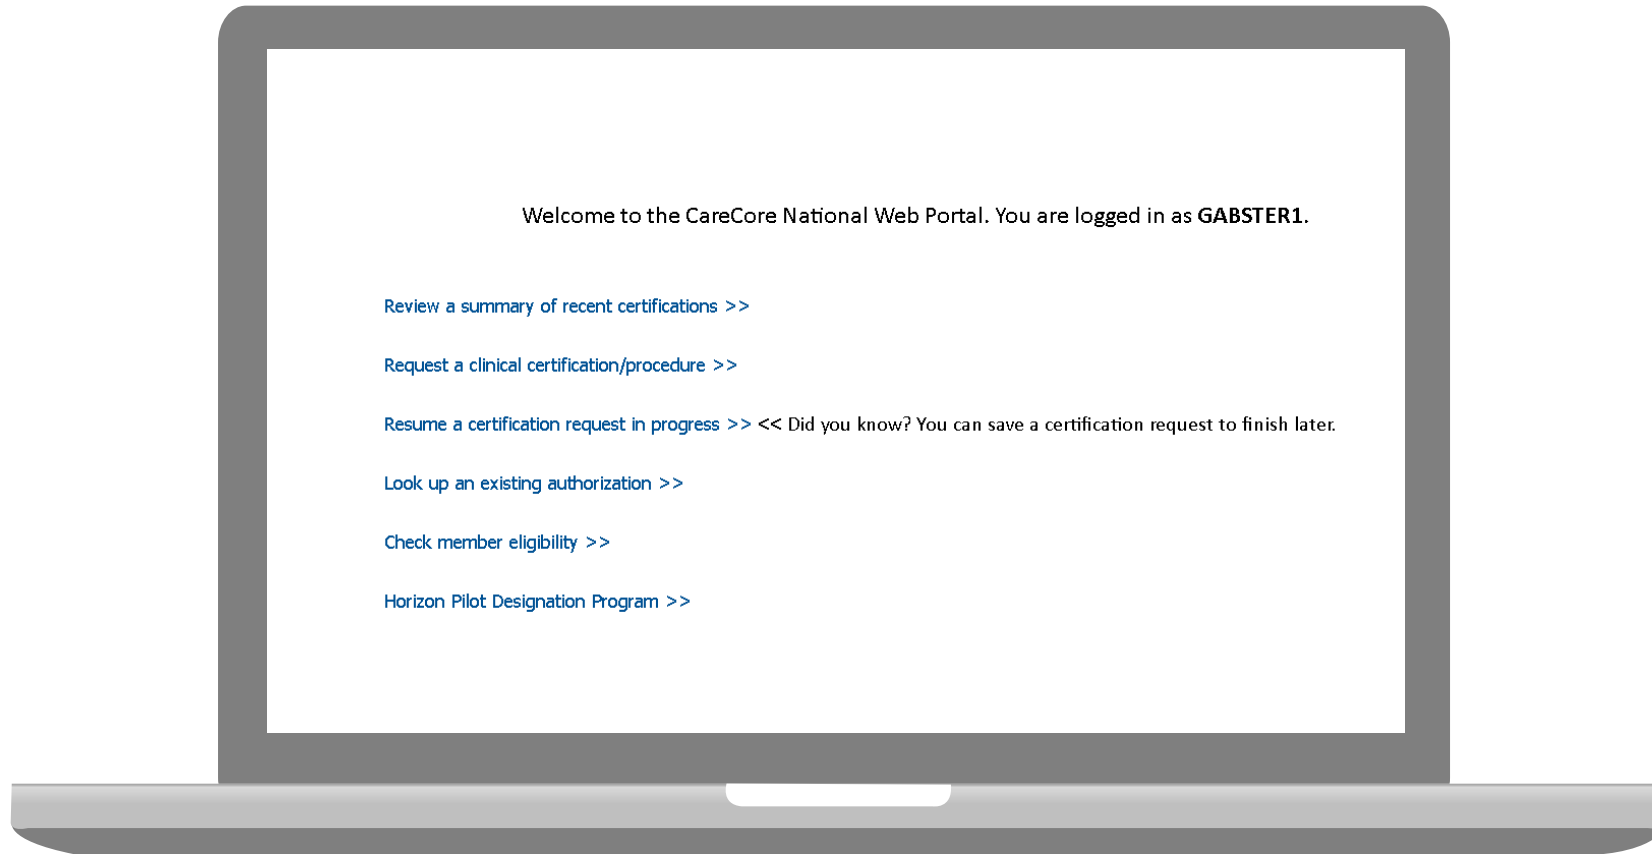 Welcome to the CareCore National Web Portal. You are logged in as GABSTER1.
Review a summary of recent certifications >>
Request a clinical certification/procedure >>
Resume a certification request in progress >> << Did you know? You can save a certification request to finish later.
Look up an existing authorization >>
Check member eligibility >>
Horizon Pilot Designation Program >>